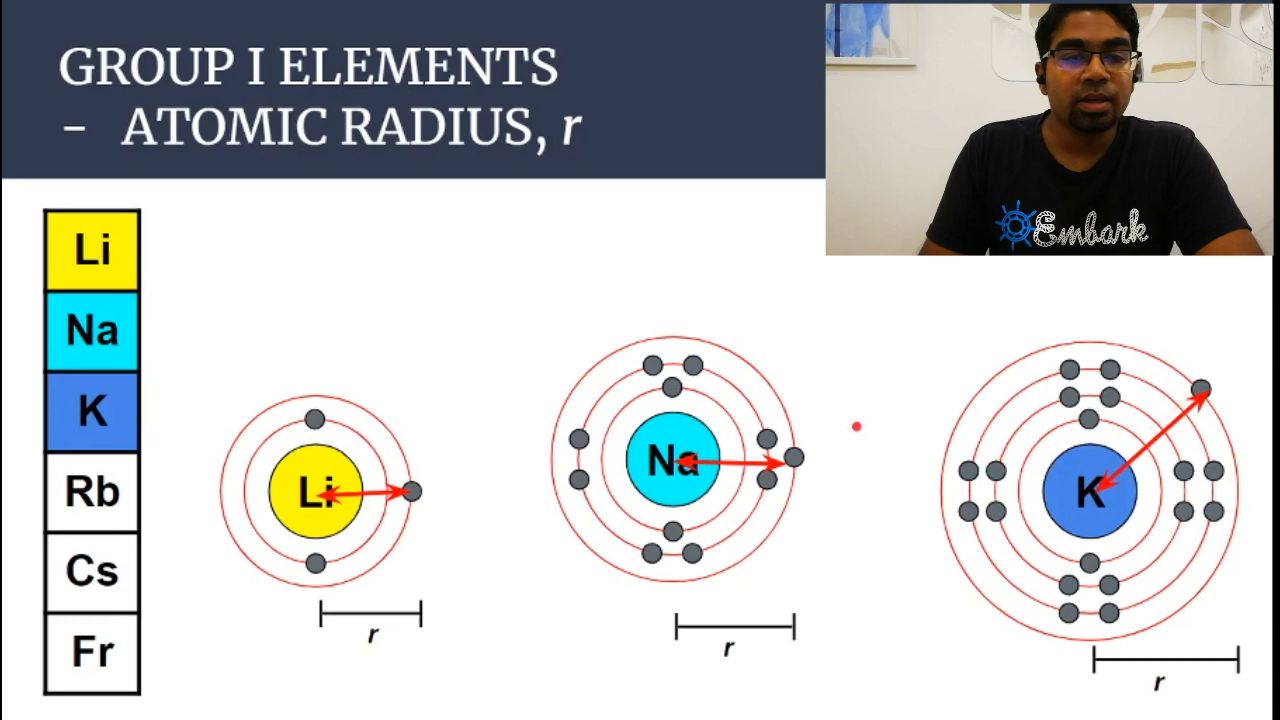 GROUP I ELEMENTS
- ATOMIC RADIUS, r
Embark
Li
Na
K
Rb
Cs
Fr
Li
Na
K
r
r
r